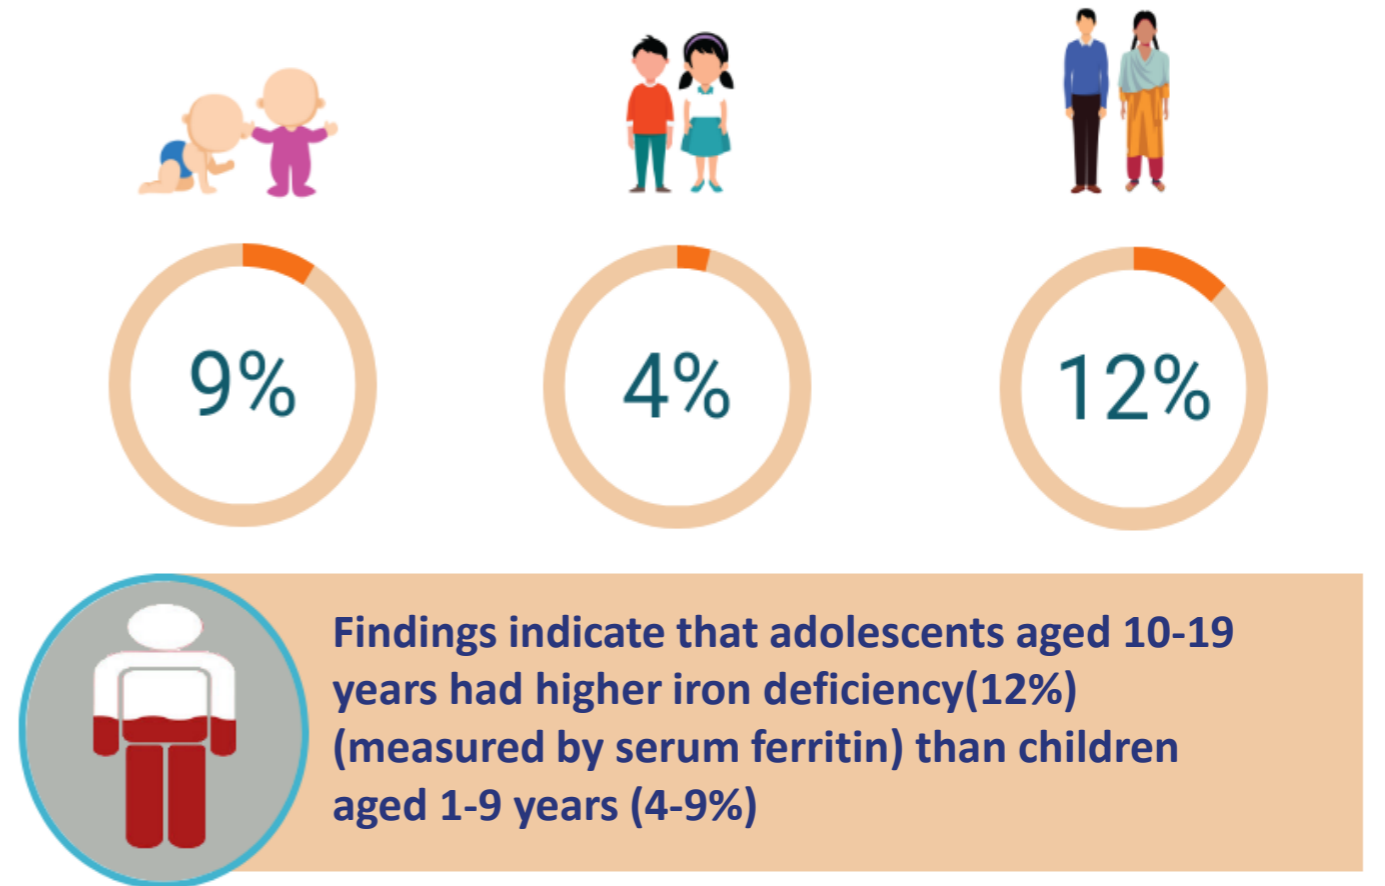 9%
4%
12%
Findings indicate that adolescents aged 10-19
years had higher iron deficiency(12%)
(measured by serum ferritin) than children
aged 1-9 years (4-9%)